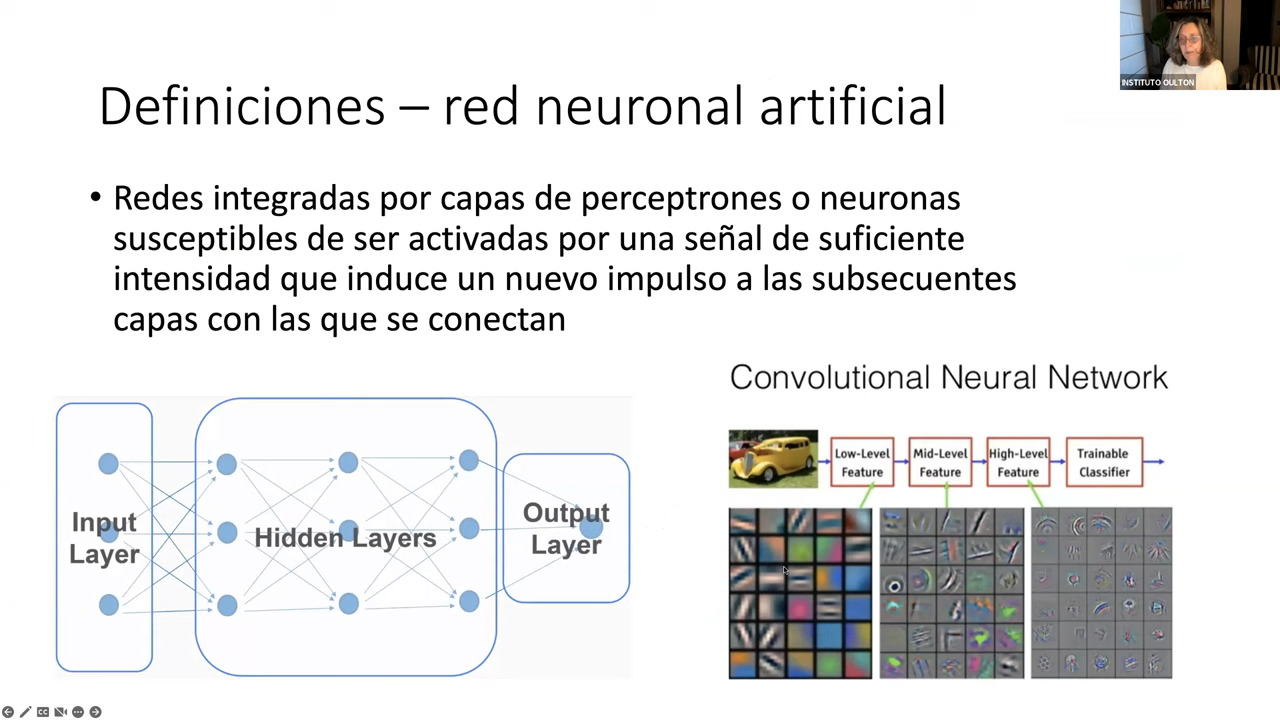 INSTITUTO OULTON
Definiciones – red neuronal artificial
• Redes integradas por capas de perceptrones o neuronas
susceptibles de ser activadas por una señal de suficiente
intensidad que induce un nuevo impulso a las subsecuentes
capas con las que se conectan
Input
Layer
Hidden Layers
Output
Layer
Convolutional Neural Network
Low-Level
Feature
Mid-Level
Feature
High-Level
Feature
Trainable
Classifier
CC